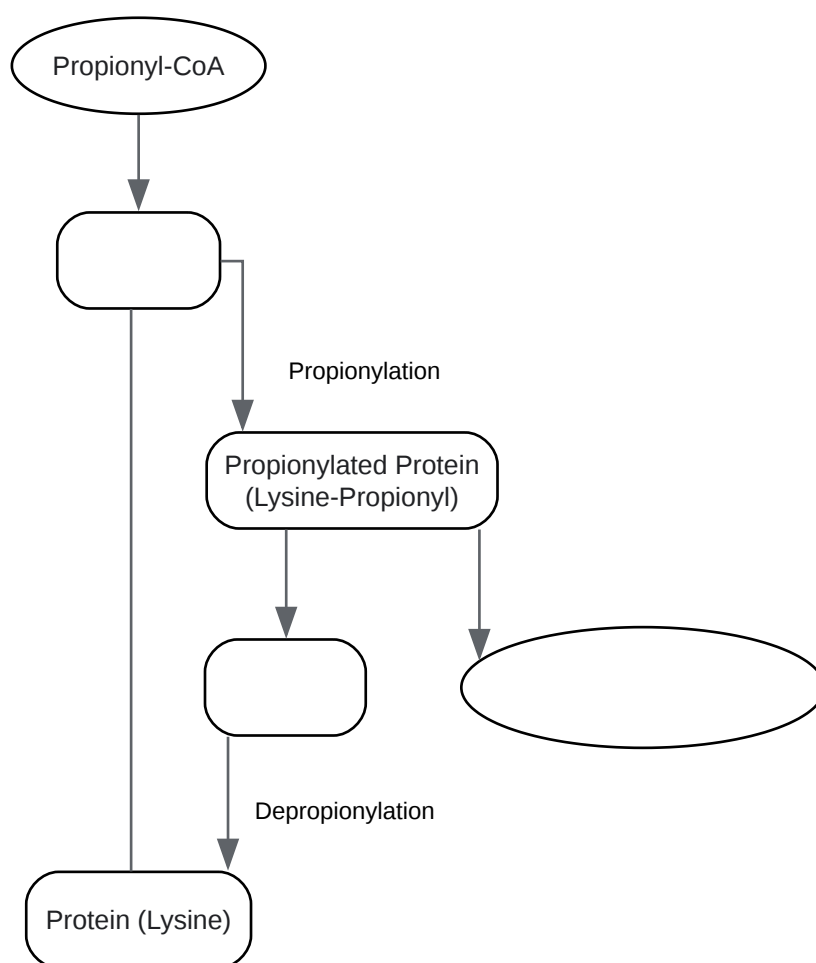 Propionyl-CoA
Propionylation
Propionylated Protein
(Lysine-Propionyl)
Depropionylation
Protein (Lysine)